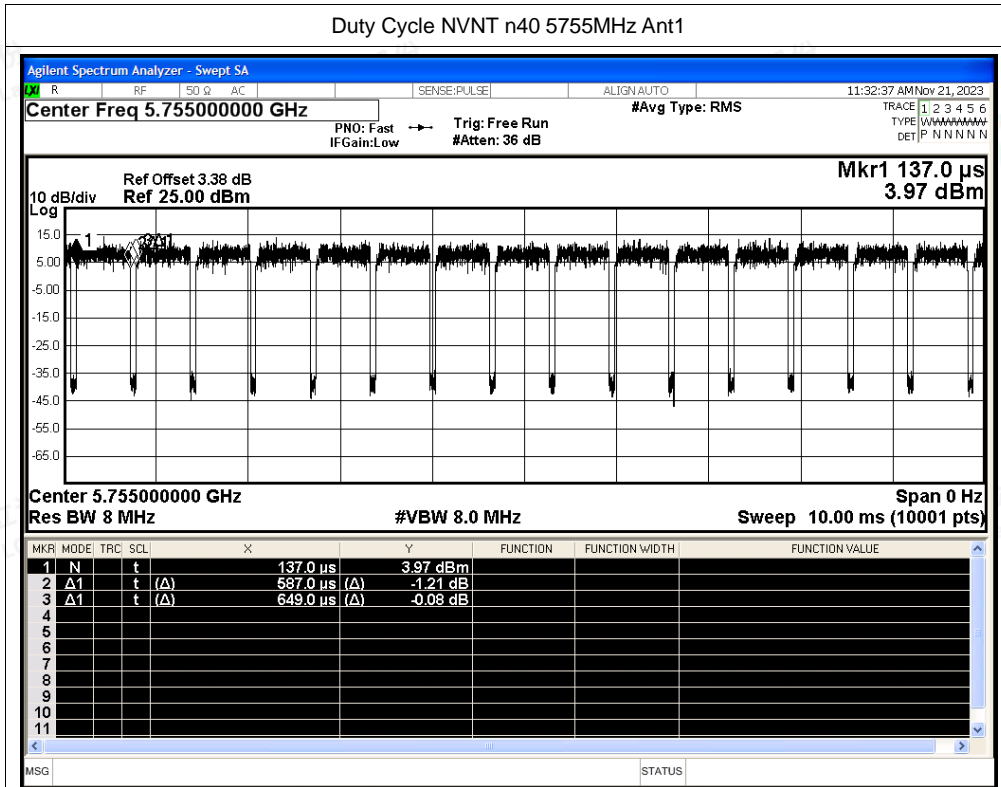 Duty Cycle NVNT n40 5755MHz Ant1
Agilent Spectrum Analyzer - Swept SA
LXI R RF 50 Ω AC SENSE:PULSE ALIGN AUTO 11:32:37 AM Nov 21, 2023
Center Freq 5.755000000 GHz #Avg Type: RMS TRACE 1 2 3 4 5 6
PNO: Fast Trig: Free Run TYPE WWWWWW
IFGain:Low #Atten: 36 dB DET P N N N N N
Mkr1 137.0 µs
Ref Offset 3.38 dB
10 dB/div Ref 25.00 dBm 3.97 dBm
Log
15.0
1
5.00
-5.00
-15.0
-25.0
-35.0
-45.0
-55.0
-65.0
Center 5.755000000 GHz Span 0 Hz
Res BW 8 MHz #VBW 8.0 MHz Sweep 10.00 ms (10001 pts)
MKR MODE TRC SCL X Y FUNCTION FUNCTION WIDTH FUNCTION VALUE
1 N t 137.0 µs 3.97 dBm
2 Δ1 t (Δ) 587.0 µs (Δ) -1.21 dB
3 Δ1 t (Δ) 649.0 µs (Δ) -0.08 dB
4
5
6
7
8
9
10
11
MSG STATUS